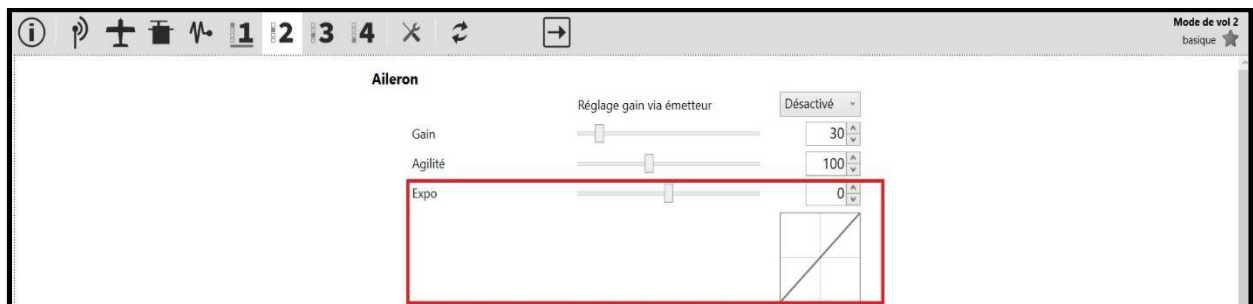 1 2 3 4
Mode de vol 2
basique
Aileron
Réglage gain via émetteur Désactivé
Gain 30
Agilité 100
Expo 0